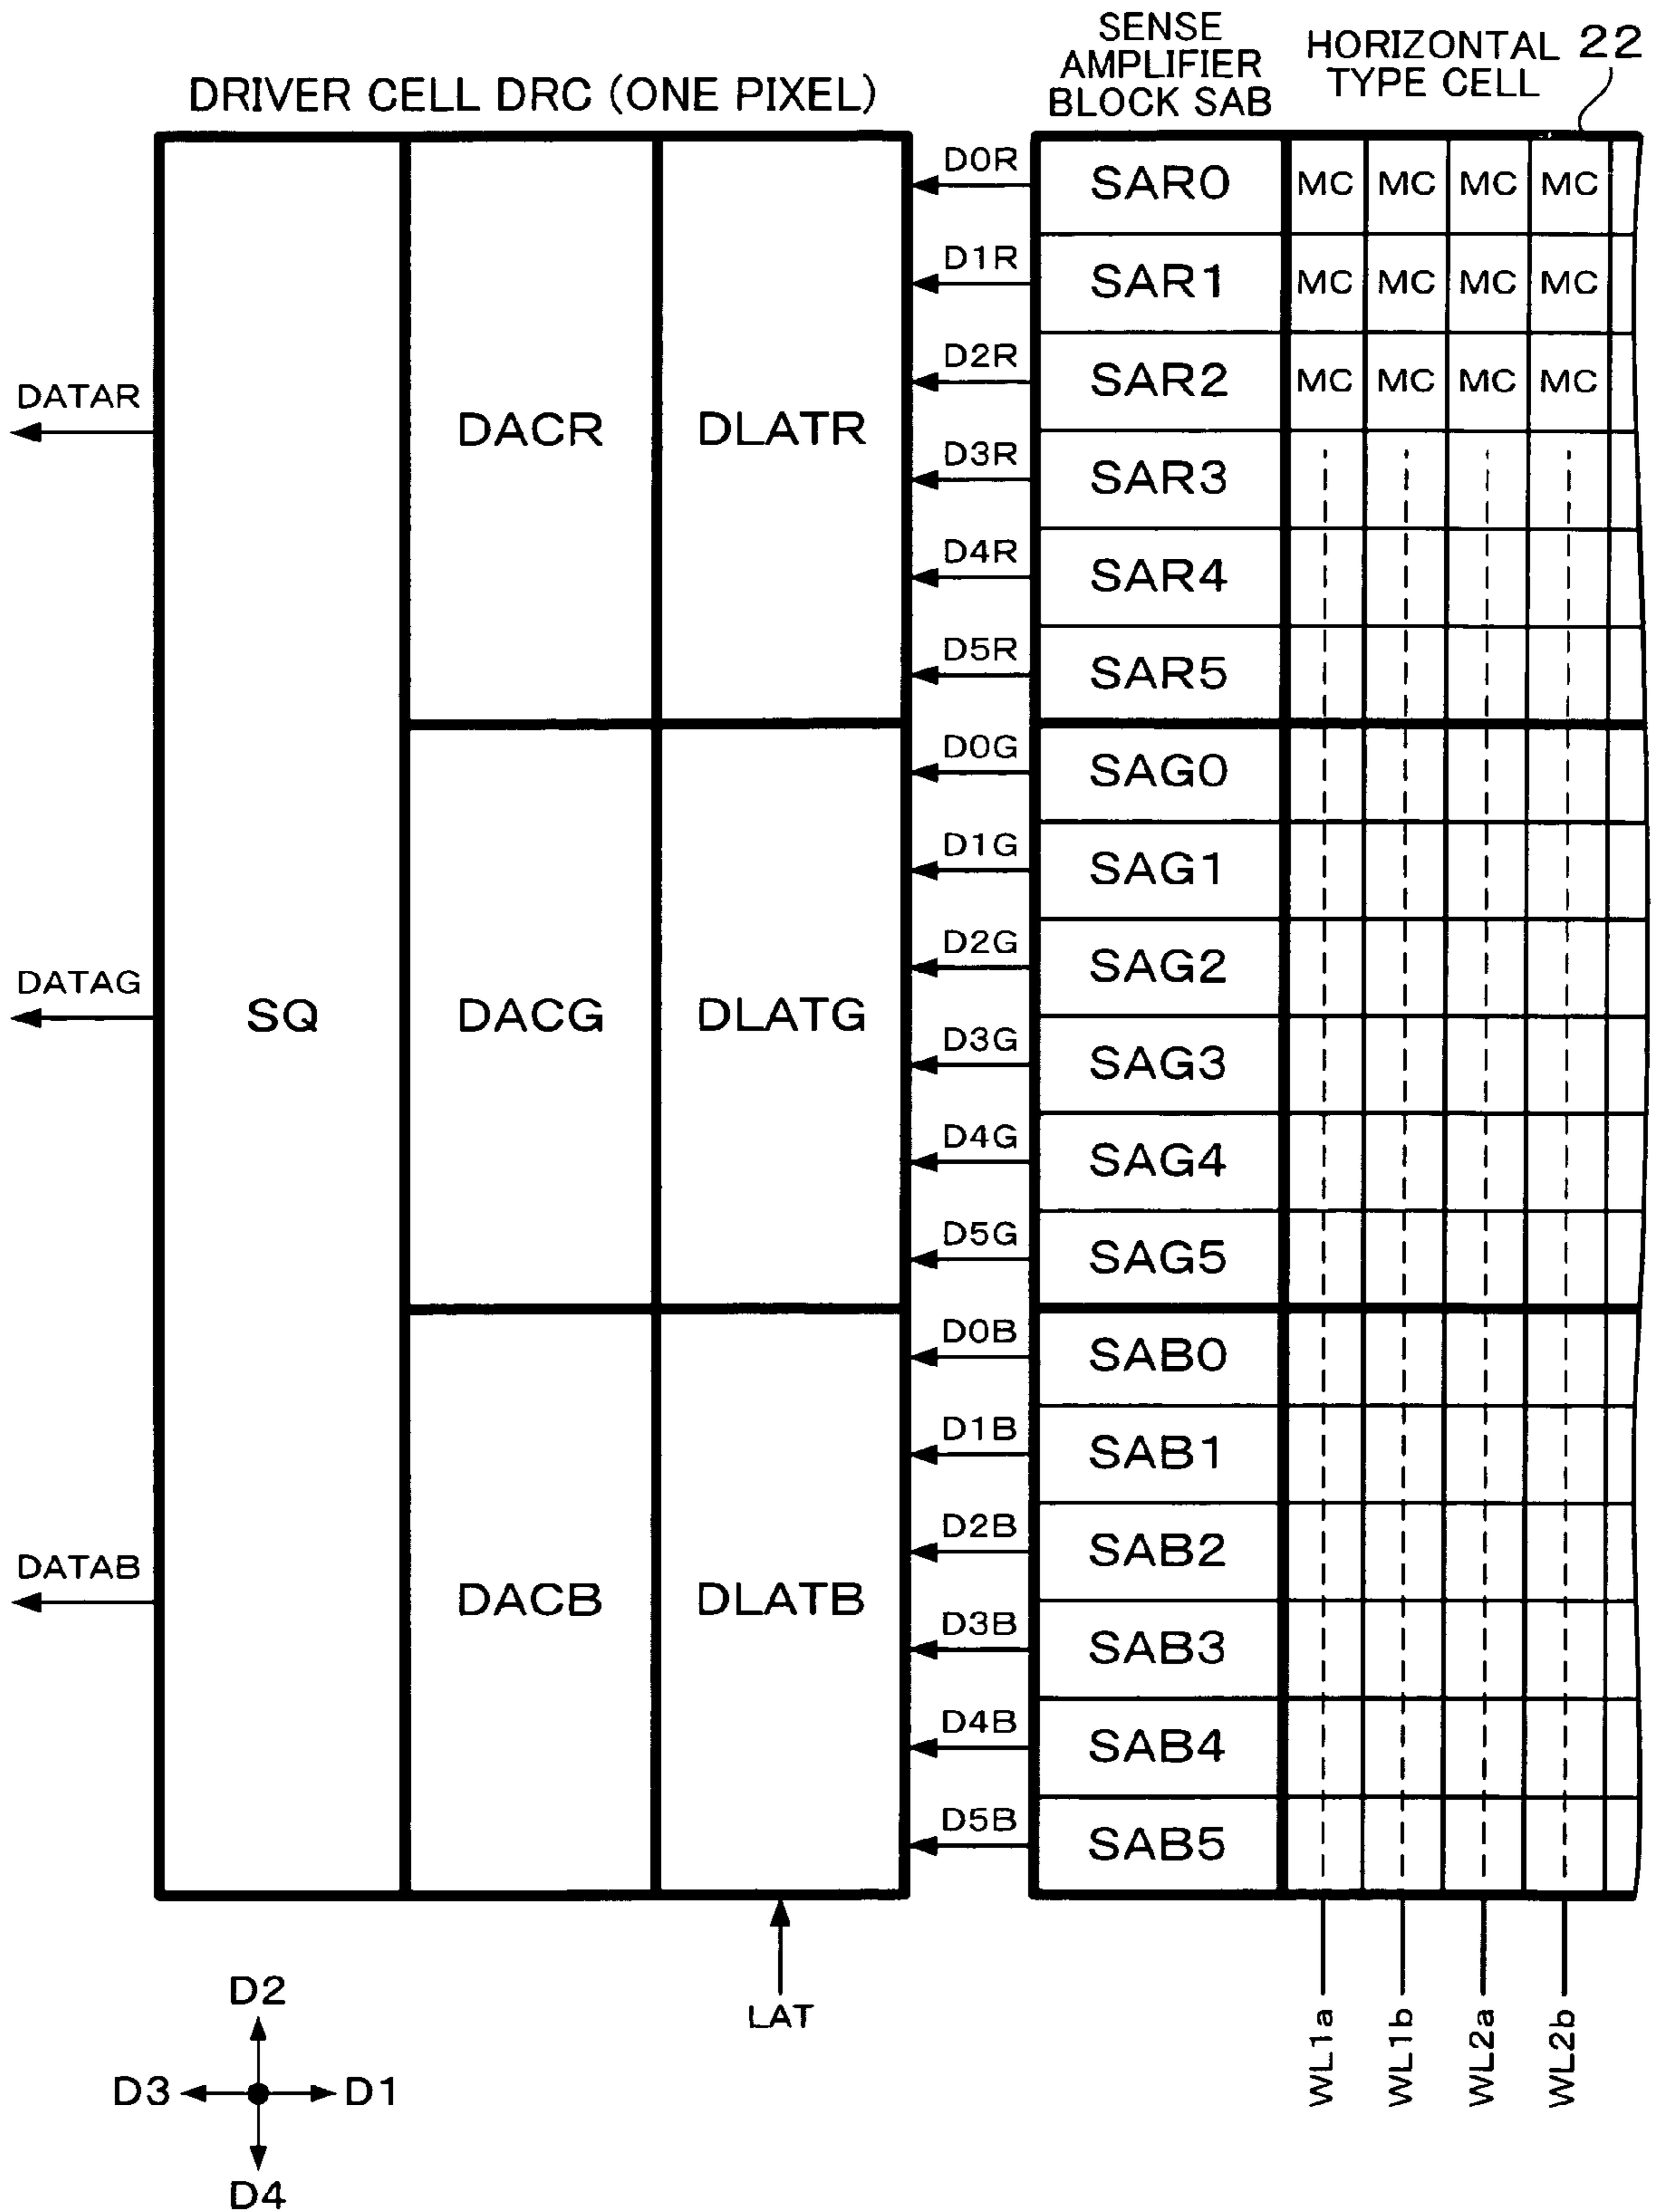 SENSE
AMPLIFIER
BLOCK SAB
HORIZONTAL 22
TYPE CELL
DRIVER CELL DRC (ONE PIXEL)
D0R SAR0 MC MC MC MC
D1R SAR1 MC MC MC MC
D2R SAR2 MC MC MC MC
DATAR DACR DLATR
D3R SAR3
D4R SAR4
D5R SAR5
D0G SAG0
D1G SAG1
D2G SAG2
DATAG SQ DACG DLATG
D3G SAG3
D4G SAG4
D5G SAG5
D0B SAB0
D1B SAB1
D2B SAB2
DATAB DACB DLATB
D3B SAB3
D4B SAB4
D5B SAB5
LAT
WL1a
WL1b
WL2a
WL2b
D2
D3 D1
D4